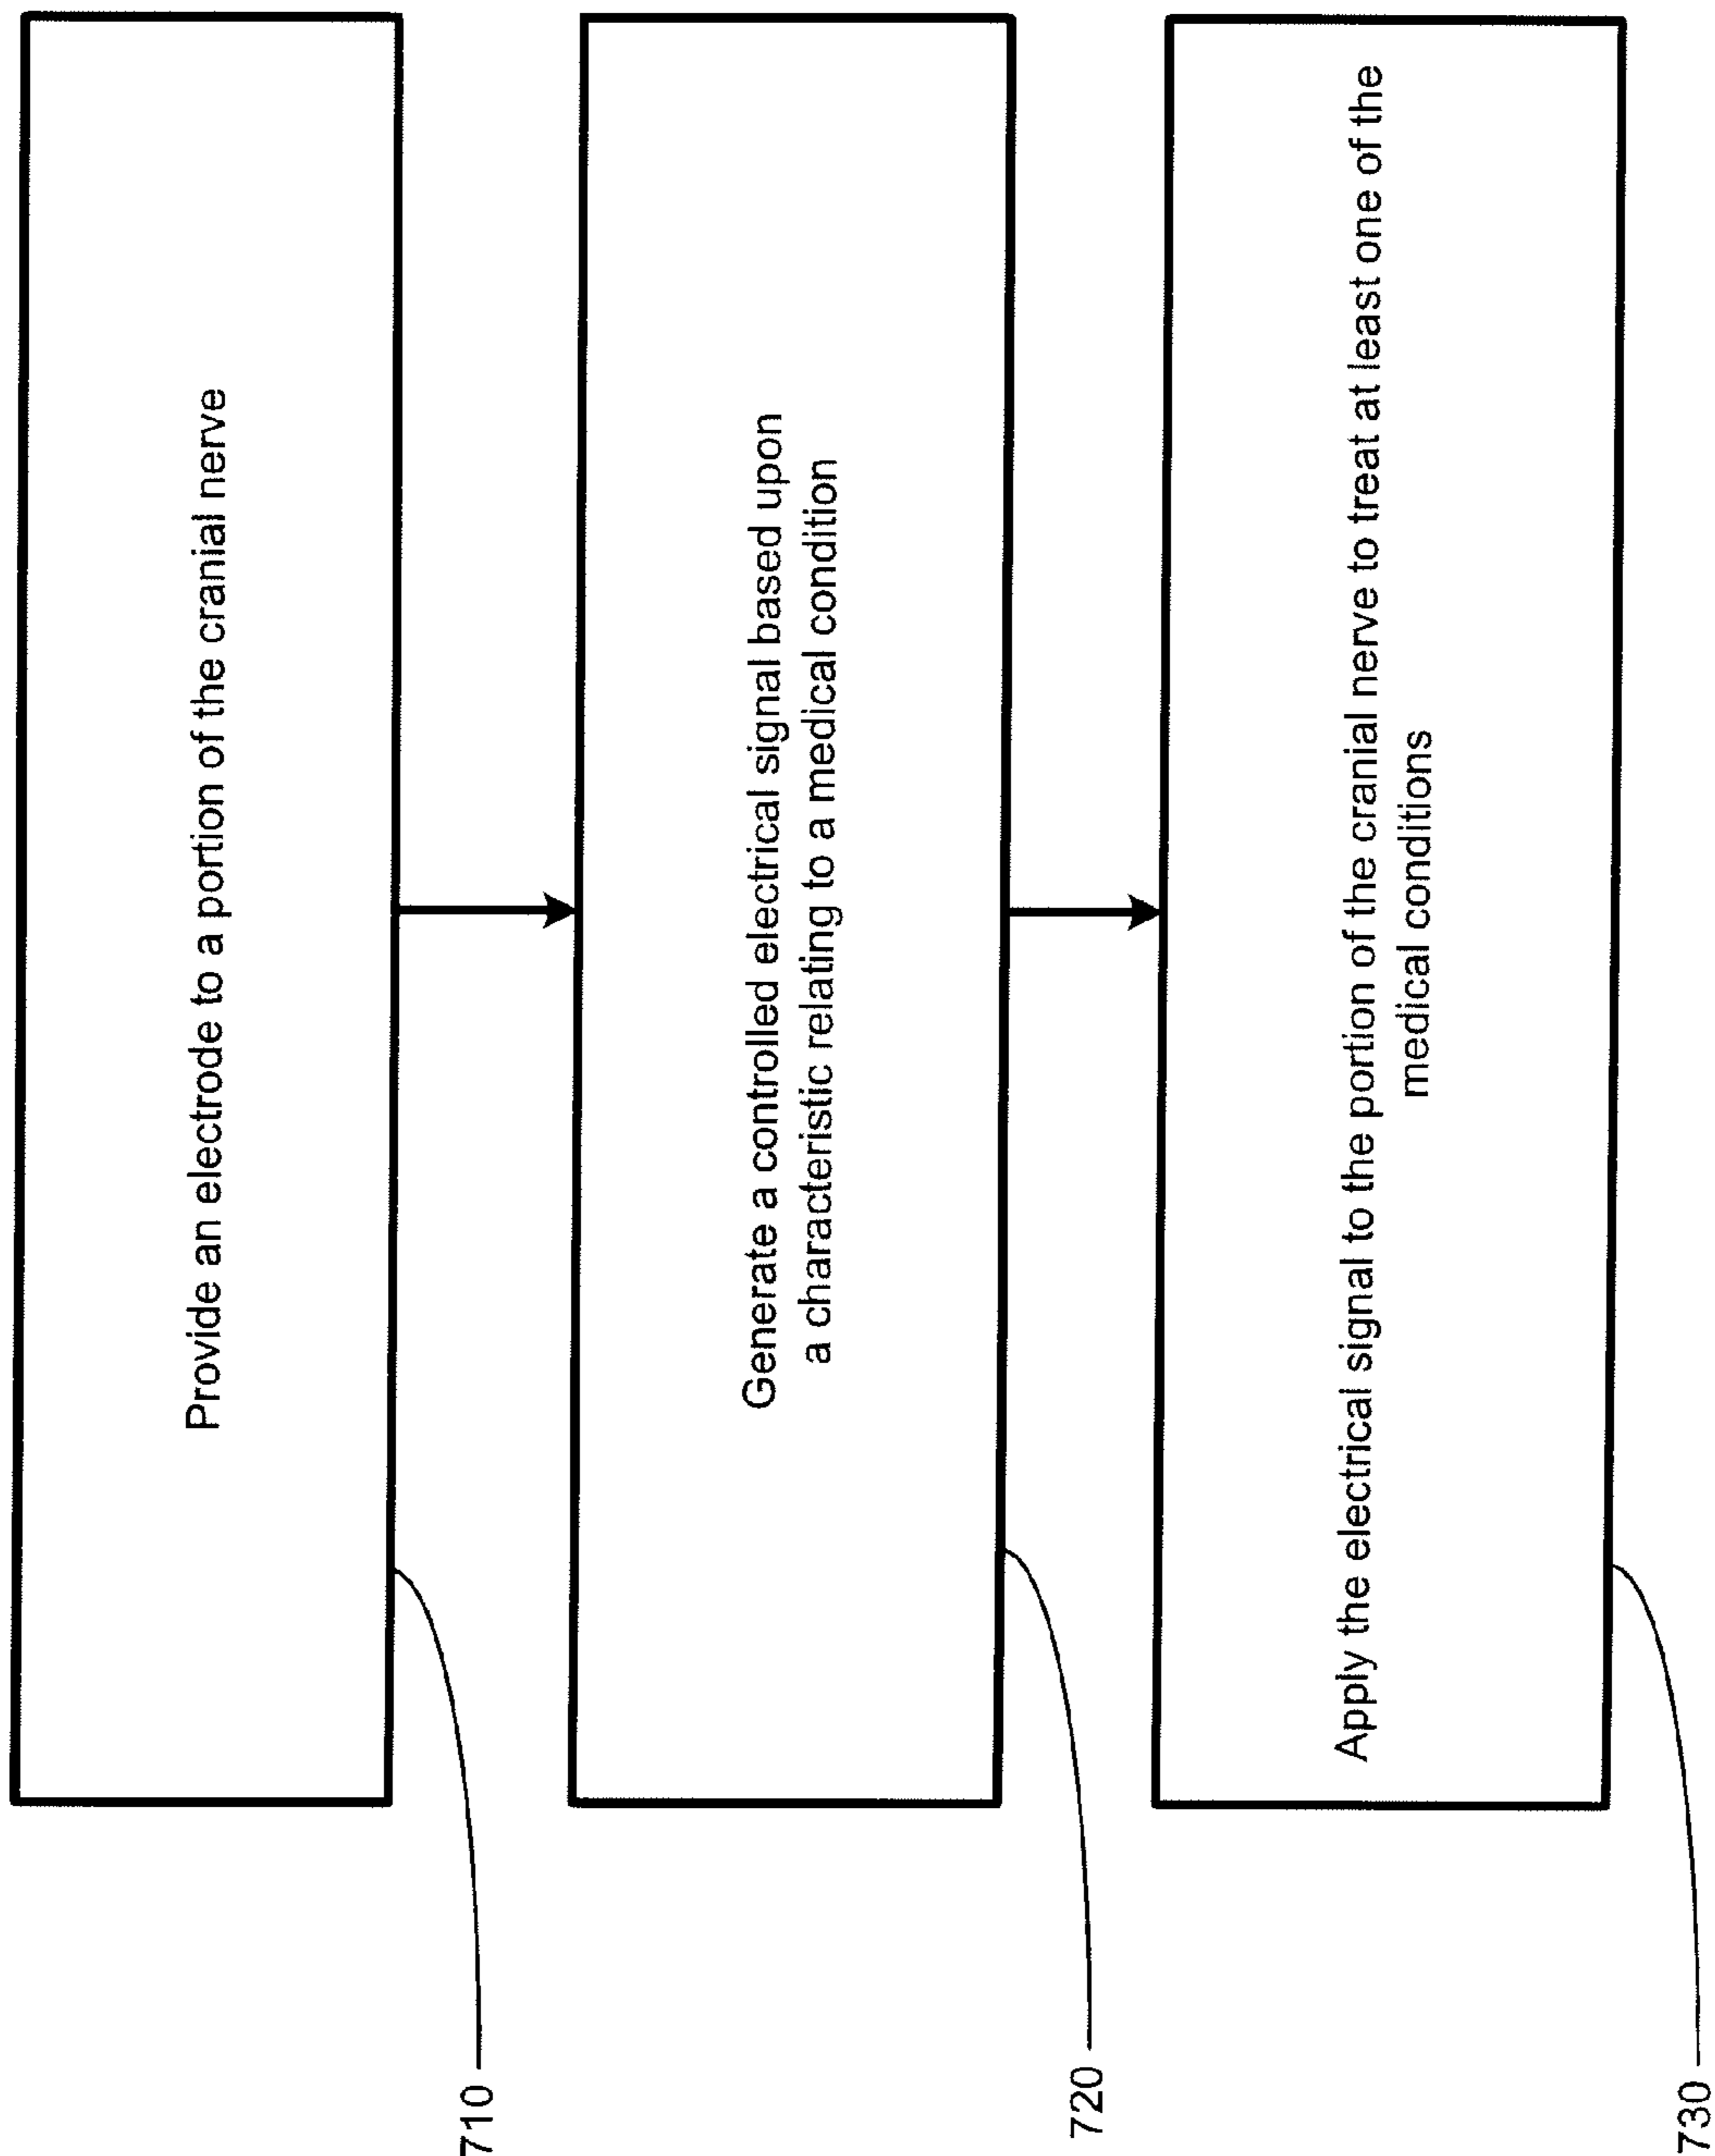 Provide an electrode to a portion of the cranial nerve
710
Generate a controlled electrical signal based upon
a characteristic relating to a medical condition
720
Apply the electrical signal to the portion of the cranial nerve to treat at least one of the
medical conditions
730